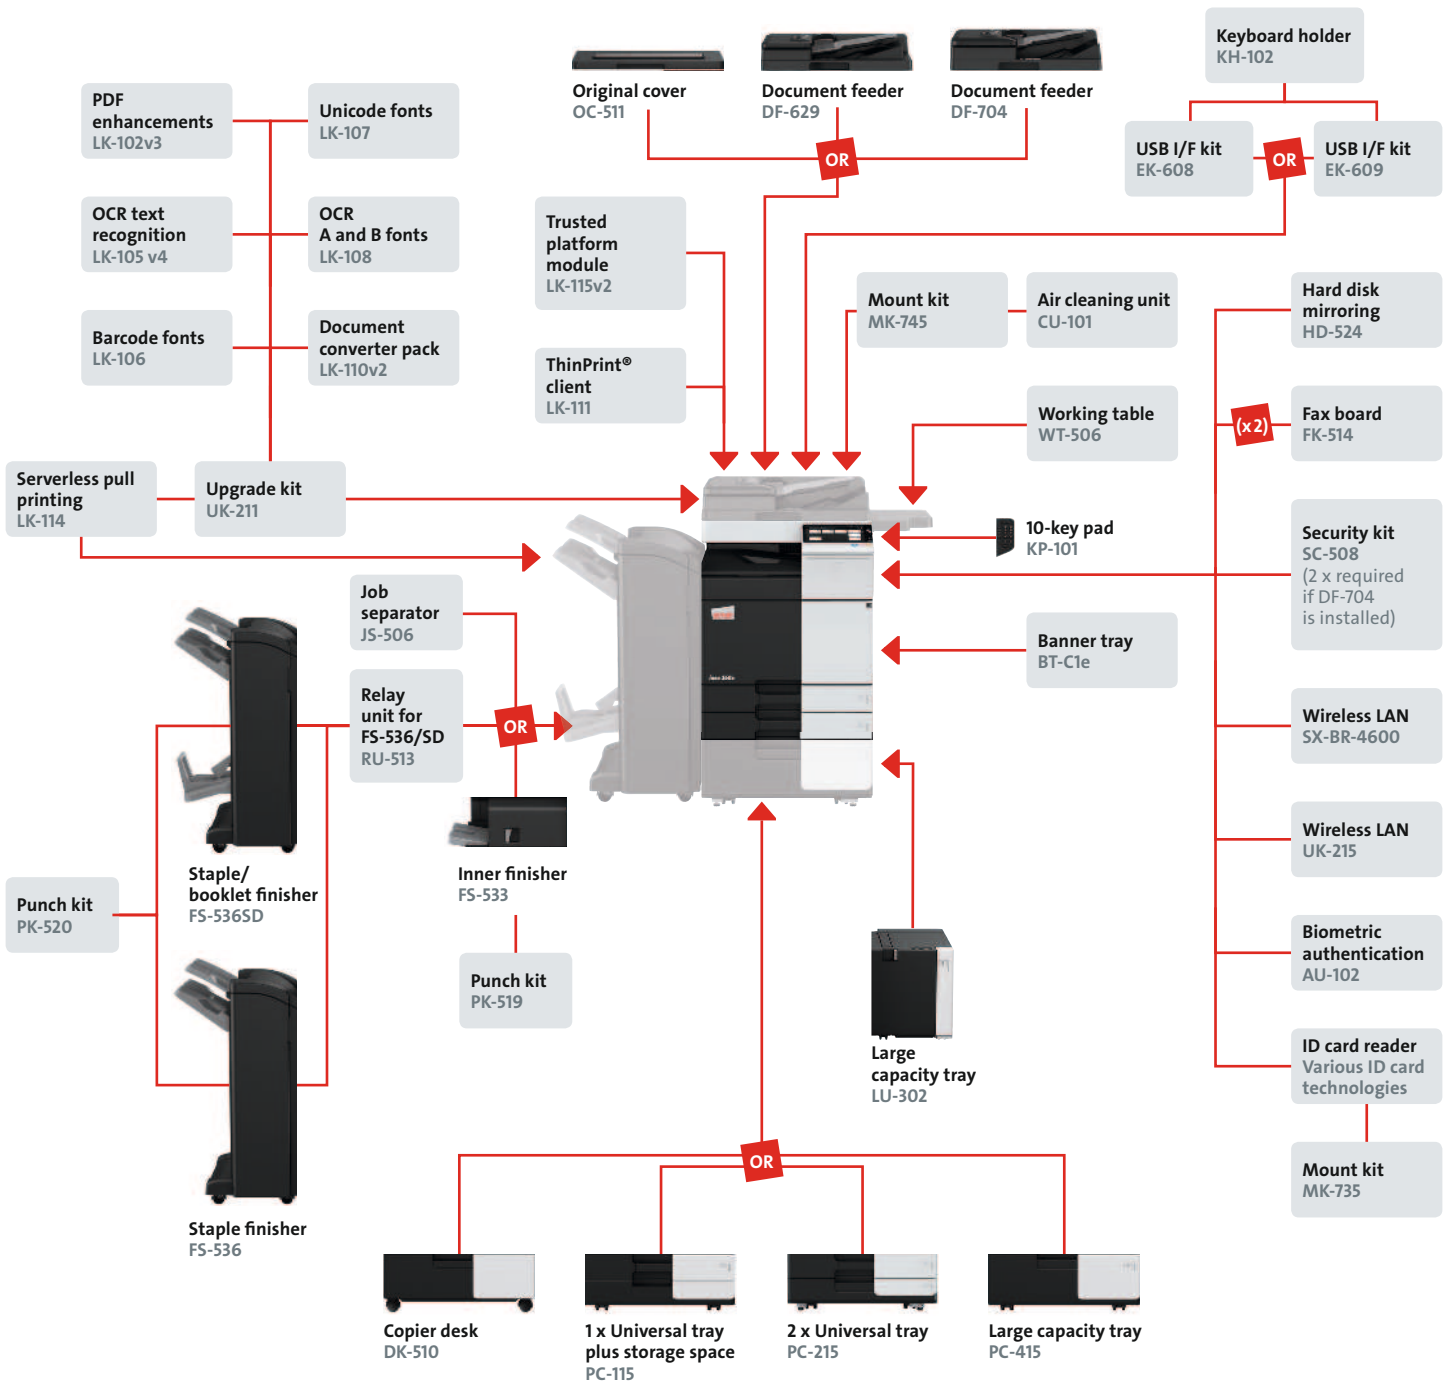 Keyboard holder
KH-102
Original cover
OC-511
Document feeder
DF-629
Document feeder
DF-704
PDF
enhancements
LK-102v3
Unicode fonts
LK-107
OR
USB I/F kit
EK-608
OR
USB I/F kit
EK-609
OCR text
recognition
LK-105 v4
OCR
A and B fonts
LK-108
Trusted
platform
module
LK-115v2
Mount kit
MK-745
Air cleaning unit
CU-101
Hard disk
mirroring
HD-524
Barcode fonts
LK-106
Document
converter pack
LK-110v2
ThinPrint®
client
LK-111
Working table
WT-506
(x2)
Fax board
FK-514
Serverless pull
printing
LK-114
Upgrade kit
UK-211
10-key pad
KP-101
Security kit
SC-508
(2 x required
if DF-704
is installed)
Job
separator
JS-506
Banner tray
BT-C1e
Relay
unit for
FS-536/SD
RU-513
OR
Wireless LAN
SX-BR-4600
Wireless LAN
UK-215
Staple/
booklet finisher
FS-536SD
Inner finisher
FS-533
Punch kit
PK-520
Biometric
authentication
AU-102
Punch kit
PK-519
Large
capacity tray
LU-302
ID card reader
Various ID card
technologies
OR
Mount kit
MK-735
Staple finisher
FS-536
Copier desk
DK-510
1 x Universal tray
plus storage space
PC-115
2 x Universal tray
PC-215
Large capacity tray
PC-415